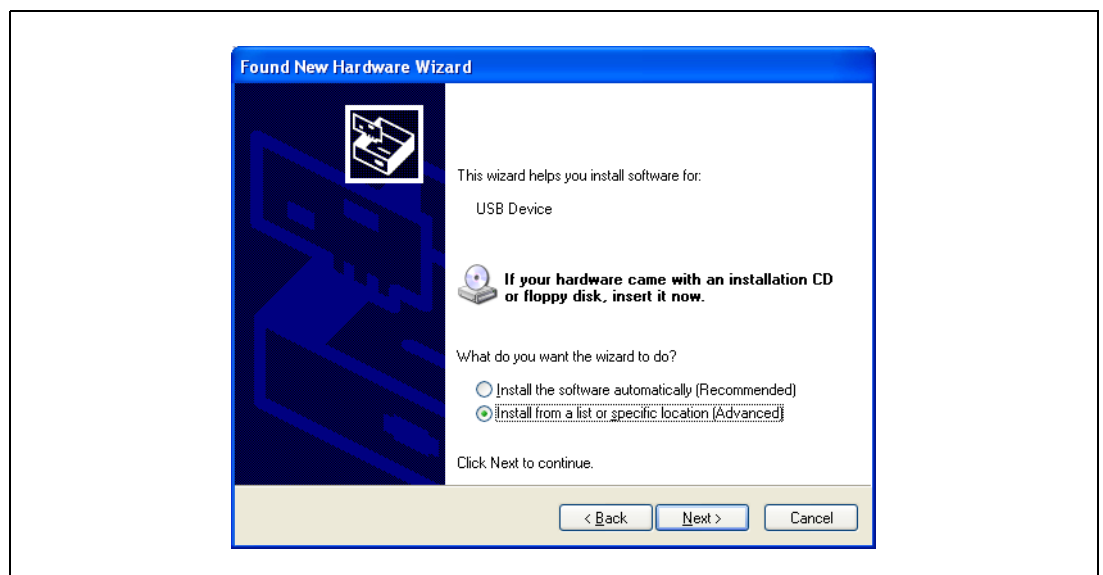 Found New Hardware Wizard
This wizard helps you install software for:
USB Device
If your hardware came with an installation CD
or floppy disk, insert it now.
What do you want the wizard to do?
Install the software automatically (Recommended)
Install from a list or specific location (Advanced)
Click Next to continue.
< Back Next > Cancel